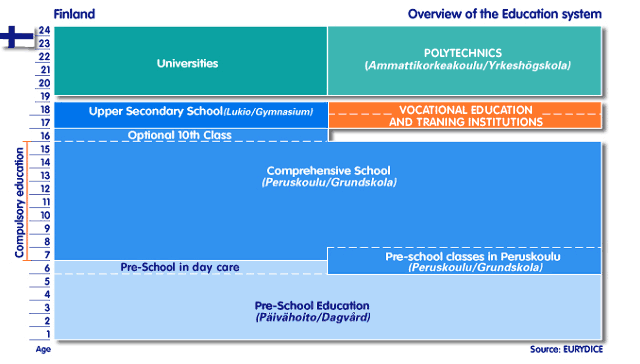 Finland
Overview of the Education system
24
23
22
21
20
19
18
17
16
15
14
13
12
11
10
9
8
7
6
5
4
3
2
1
Age
Compulsory education
Universities
POLYTECHNICS
(Ammattikorkeakoulu/Yrkeshögskola)
Upper Secondary School(Lukio/Gymnasium)
VOCATIONAL EDUCATION
AND TRANING INSTITUTIONS
Optional 10th Class
Comprehensive School
(Peruskoulu/Grundskola)
Pre-School in day care
Pre-school classes in Peruskoulu
(Peruskoulu/Grundskola)
Pre-School Education
(Päivähoito/Dagvård)
Source: EURYDICE